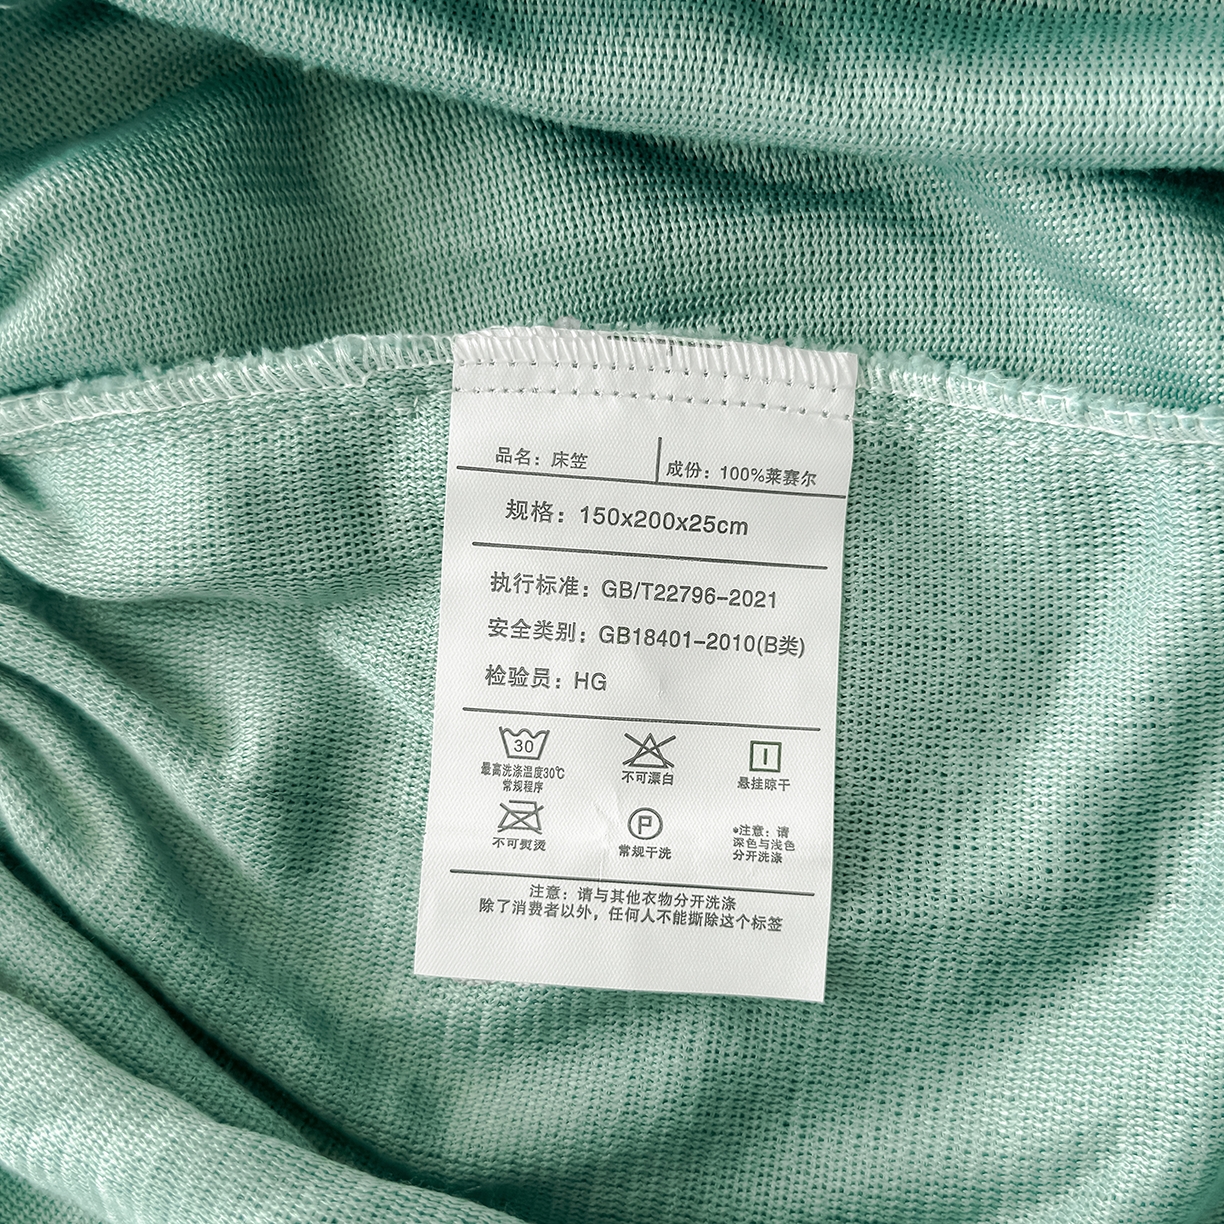 品名：床笠
成份：100%莱赛尔
规格：150x200x25cm
执行标准：GB/T22796-2021
安全类别：GB18401-2010(B类)
检验员：HG
30
最高洗涤温度30℃
常规程序
不可漂白
悬挂晾干
不可熨烫
P
常规干洗
*注意：请
深色与浅色
分开洗涤
注意：请与其他衣物分开洗涤
除了消费者以外，任何人不能撕除这个标签